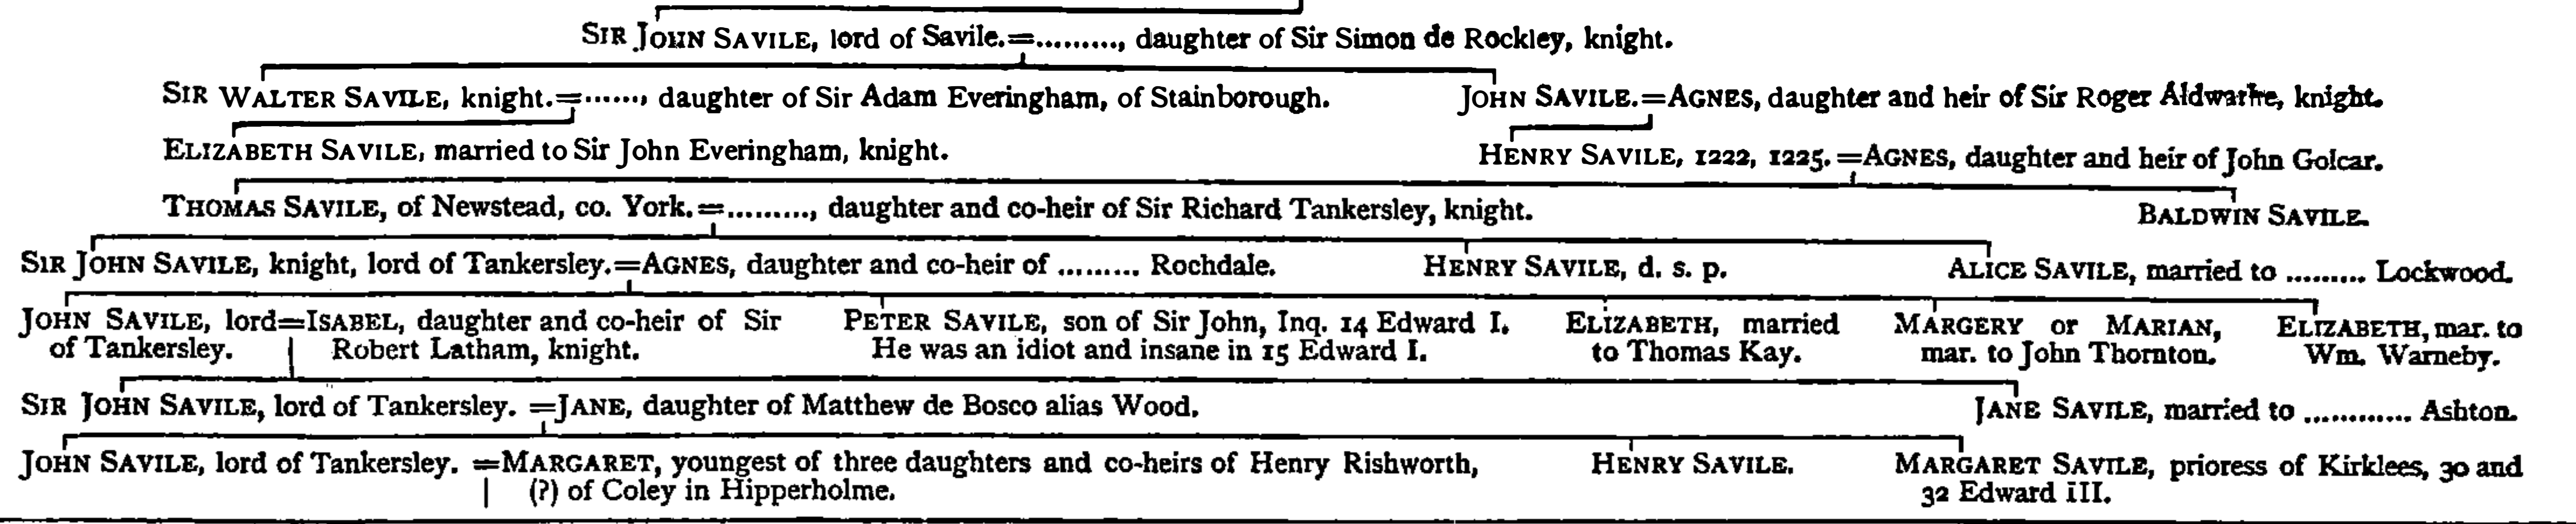 SIR JOHN SAVILE, lord of Savile.=........., daughter of Sir Simon de Rockley, knight.
SIR WALTER SAVILE, knight.=......., daughter of Sir Adam Everingham, of Stainborough. JOHN SAVILE.=AGNES, daughter and heir of Sir Roger Aldwarke, knight.
ELIZABETH SAVILE, married to Sir John Everingham, knight. HENRY SAVILE, 1222, 1225.=AGNES, daughter and heir of John Golcar.
THOMAS SAVILE, of Newstead, co. York.=........., daughter and co-heir of Sir Richard Tankersley, knight. BALDWIN SAVILE.
SIR JOHN SAVILE, knight, lord of Tankersley.=AGNES, daughter and co-heir of ......... Rochdale. HENRY SAVILE, d. s. p. ALICE SAVILE, married to ......... Lockwood.
JOHN SAVILE, lord=ISABEL, daughter and co-heir of Sir PETER SAVILE, son of Sir John, Inq. 14 Edward I. ELIZABETH, married MARGERY or MARIAN, ELIZABETH, mar. to
of Tankersley. Robert Latham, knight. He was an idiot and insane in 15 Edward I. to Thomas Kay. mar. to John Thornton. Wm. Warneby.
SIR JOHN SAVILE, lord of Tankersley. =JANE, daughter of Matthew de Bosco alias Wood. JANE SAVILE, married to ............ Ashton.
JOHN SAVILE, lord of Tankersley. =MARGARET, youngest of three daughters and co-heirs of Henry Rishworth, HENRY SAVILE. MARGARET SAVILE, prioress of Kirklees, 30 and
(?) of Coley in Hipperholme. 32 Edward III.